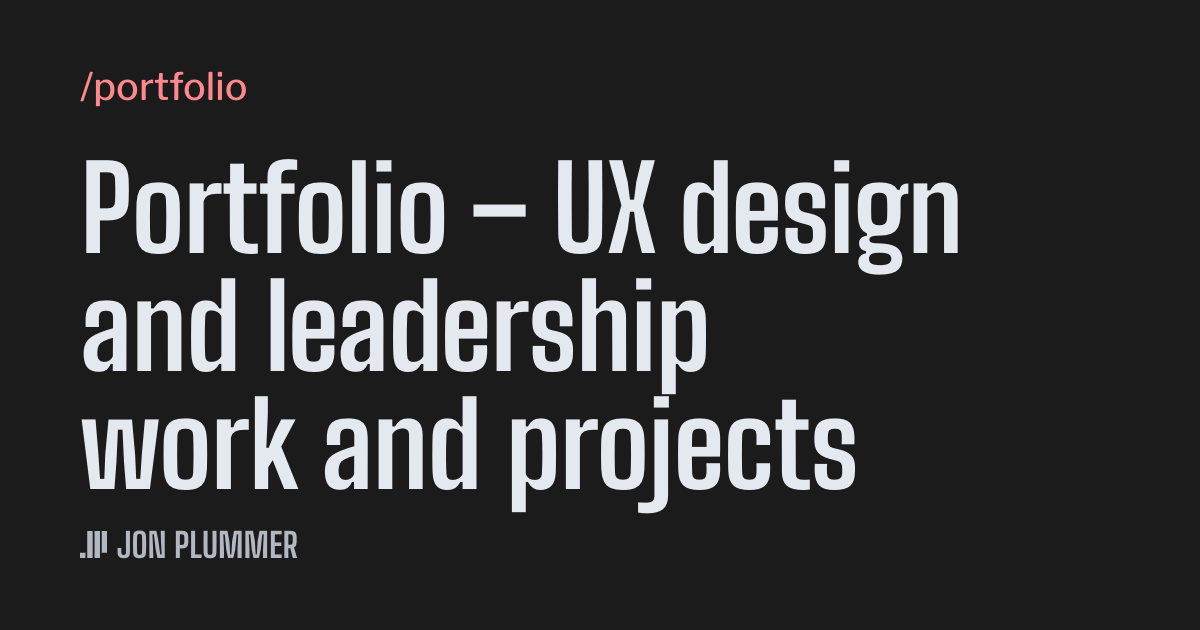 /portfolio
Portfolio – UX design
and leadership
work and projects
JON PLUMMER